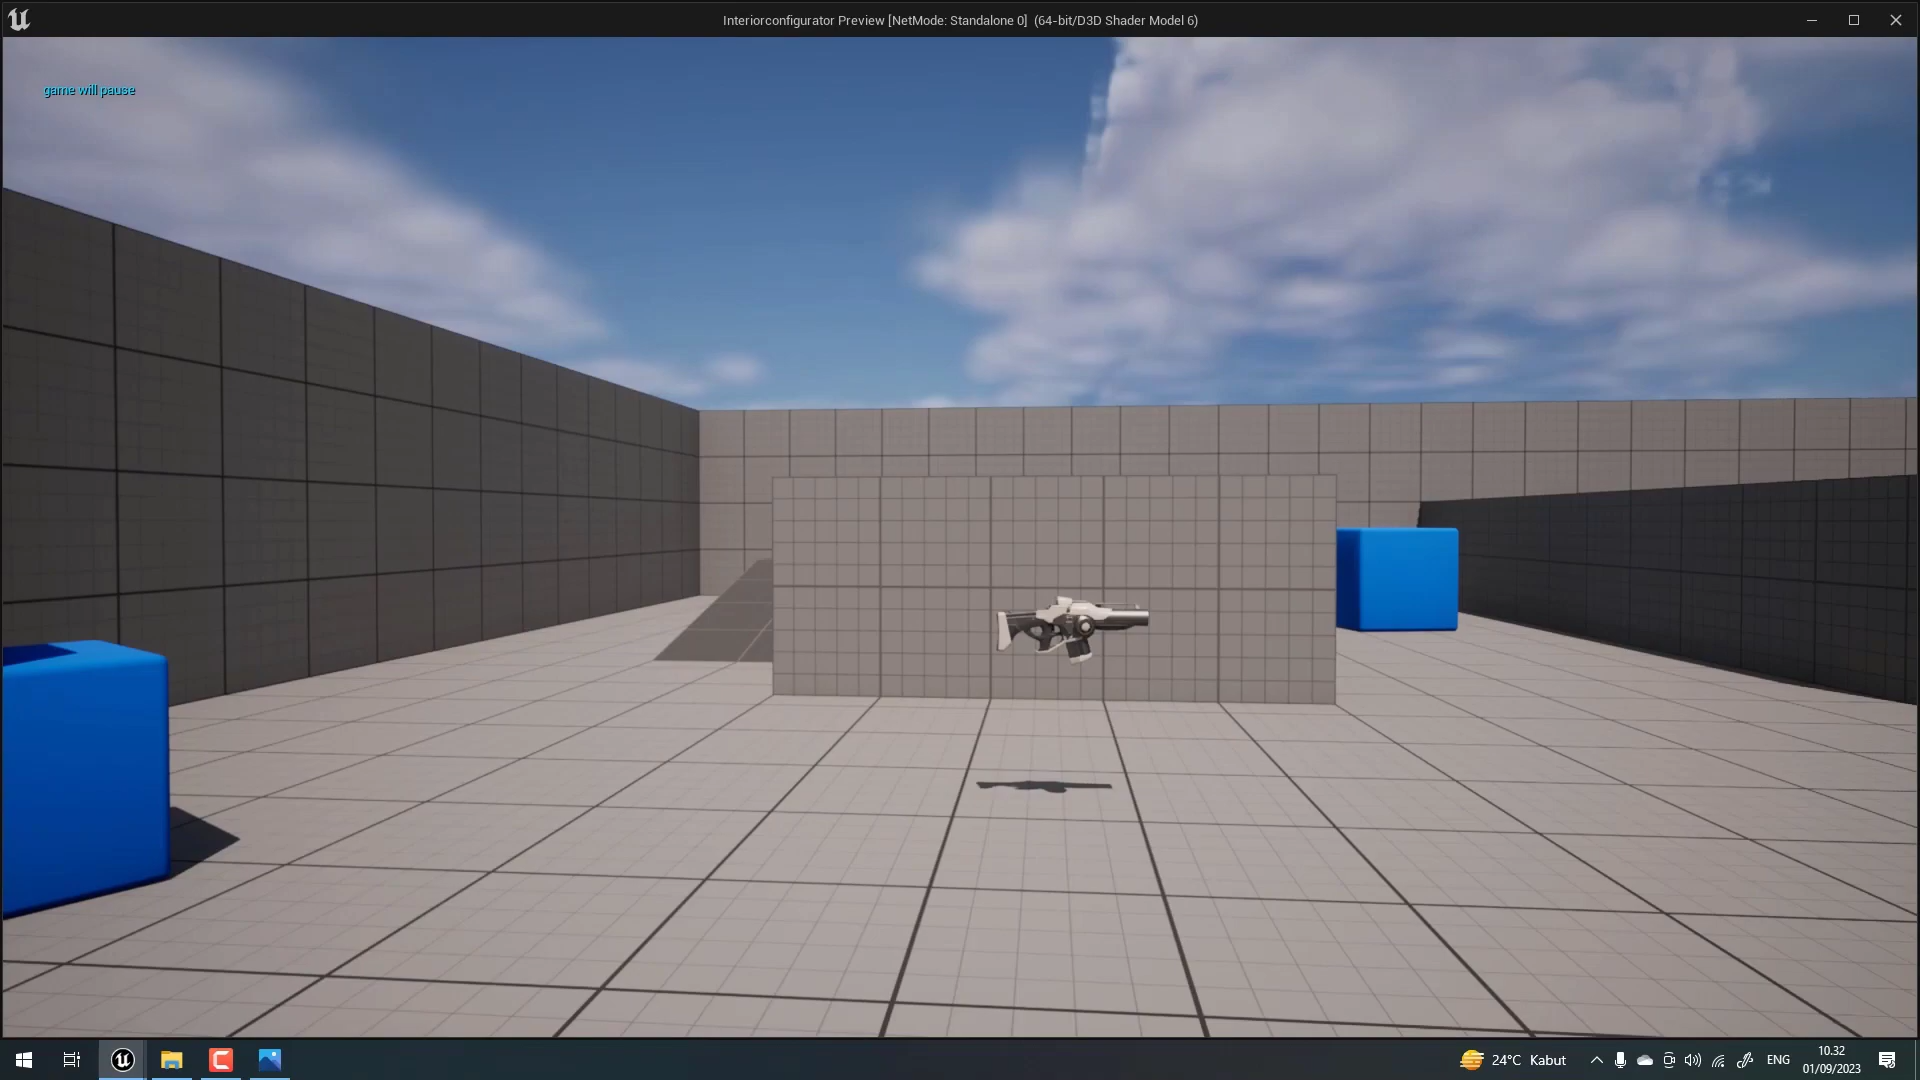 Interiorconfigurator Preview [NetMode: Standalone 0] (64-bit/D3D Shader Model 6)
game will pause
24°C Kabut
ENG
10.32
01/09/2023